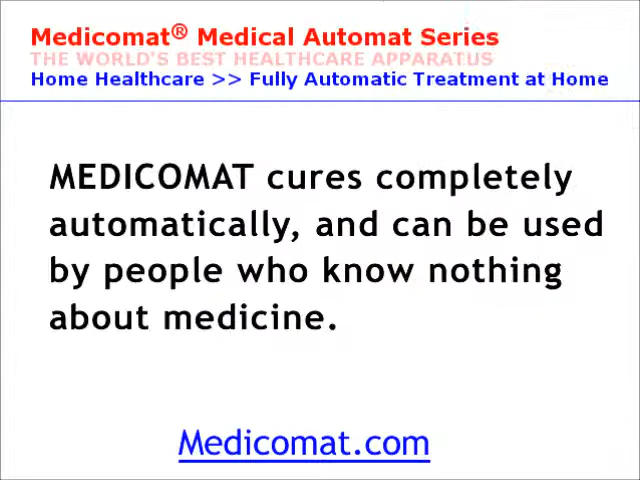 Medicomat® Medical Automat Series
THE WORLD'S BEST HEALTHCARE APPARATUS
Home Healthcare >> Fully Automatic Treatment at Home
MEDICOMAT cures completely
automatically, and can be used
by people who know nothing
about medicine.
Medicomat.com